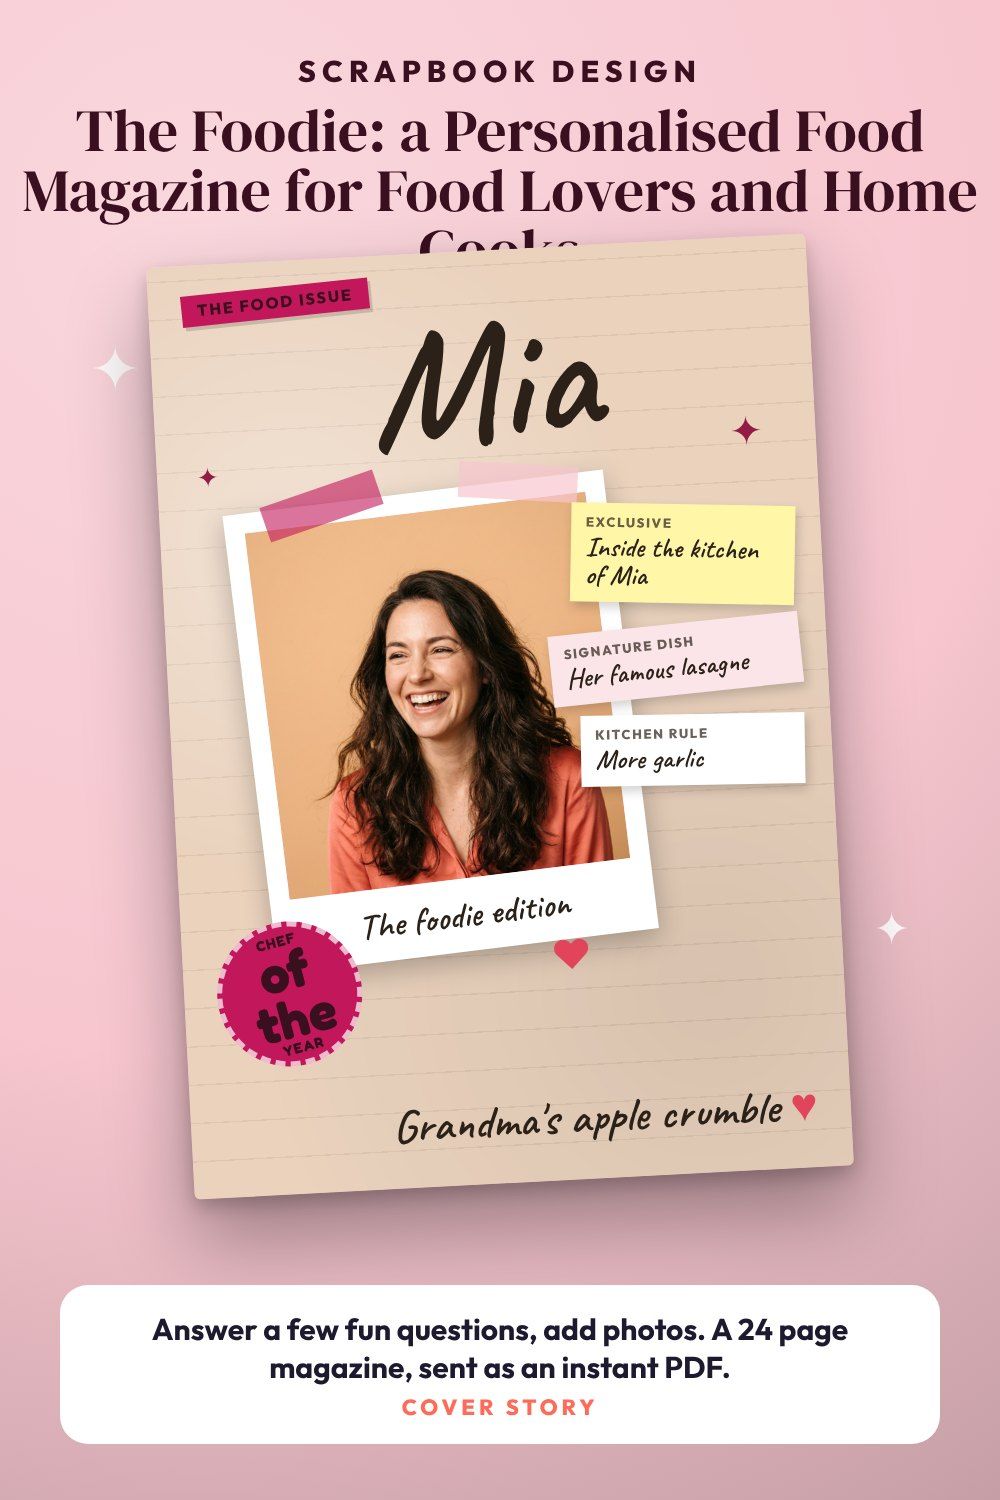 SCRAPBOOK DESIGN
The Foodie: a Personalised Food
Magazine for Food Lovers and Home
THE FOOD ISSUE
Mia
EXCLUSIVE
Inside the kitchen
of Mia
SIGNATURE DISH
Her famous lasagne
KITCHEN RULE
More garlic
The foodie edition
CHEF
of
the
YEAR
Grandma's apple crumble ♥
Answer a few fun questions, add photos. A 24 page
magazine, sent as an instant PDF.
COVER STORY